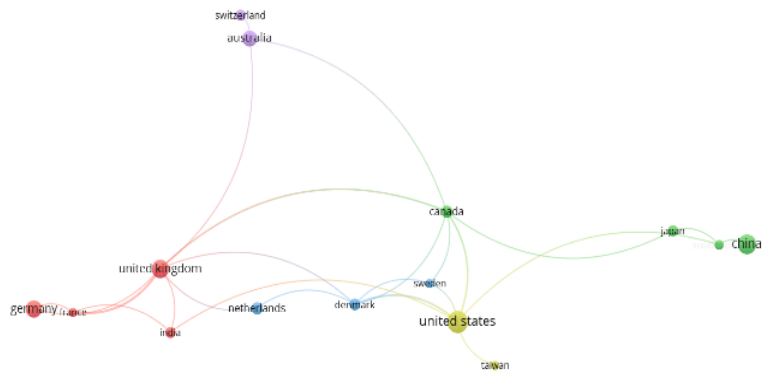 switzerland
australia
canada
japan
china
united kingdom
sweden
germany
france
netherlands
denmark
united states
india
taiwan